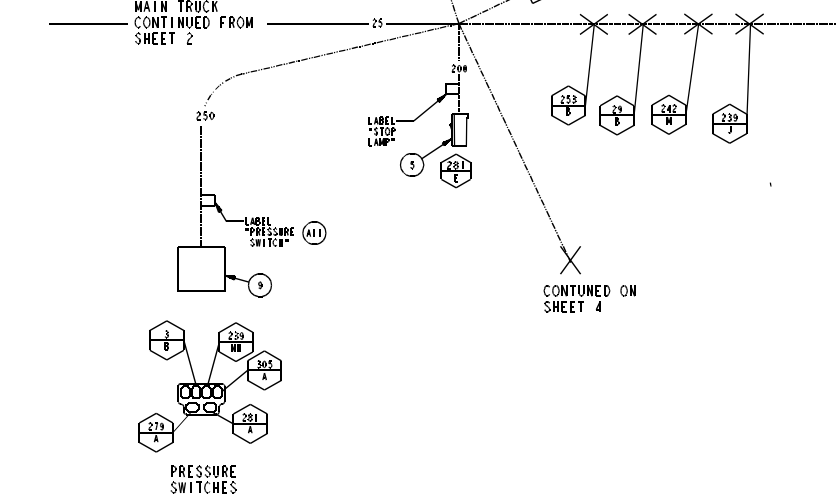 MAIN TRUCK
CONTINUED FROM
SHEET 2
25
200
250
LABEL
"STOP
LAMP"
5
281
E
253
B
29
B
242
M
239
J
LABEL
"PRESSURE
SWITCH"
A11
9
CONTUNED ON
SHEET 4
3
B
239
305
A
279
A
281
A
PRESSURE
SWITCHES